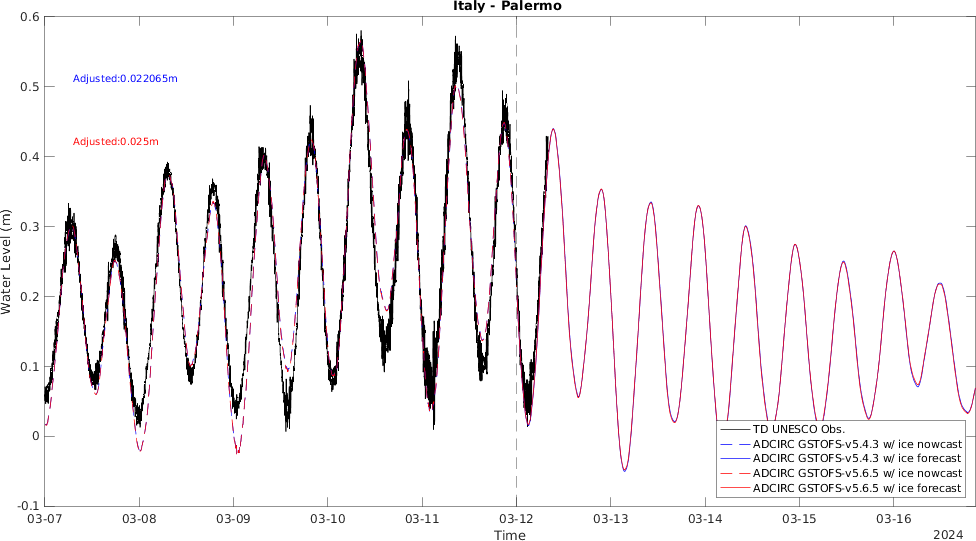 Italy - Palermo
0.6
0.5
0.4
0.3
0.2
0.1
0
-0.1
Water Level (m)
Adjusted:0.022065m
Adjusted:0.025m
TD UNESCO Obs.
ADCIRC GSTOFS-v5.4.3 w/ ice nowcast
ADCIRC GSTOFS-v5.4.3 w/ ice forecast
ADCIRC GSTOFS-v5.6.5 w/ ice nowcast
ADCIRC GSTOFS-v5.6.5 w/ ice forecast
03-07 03-08 03-09 03-10 03-11 03-12 03-13 03-14 03-15 03-16
Time
2024